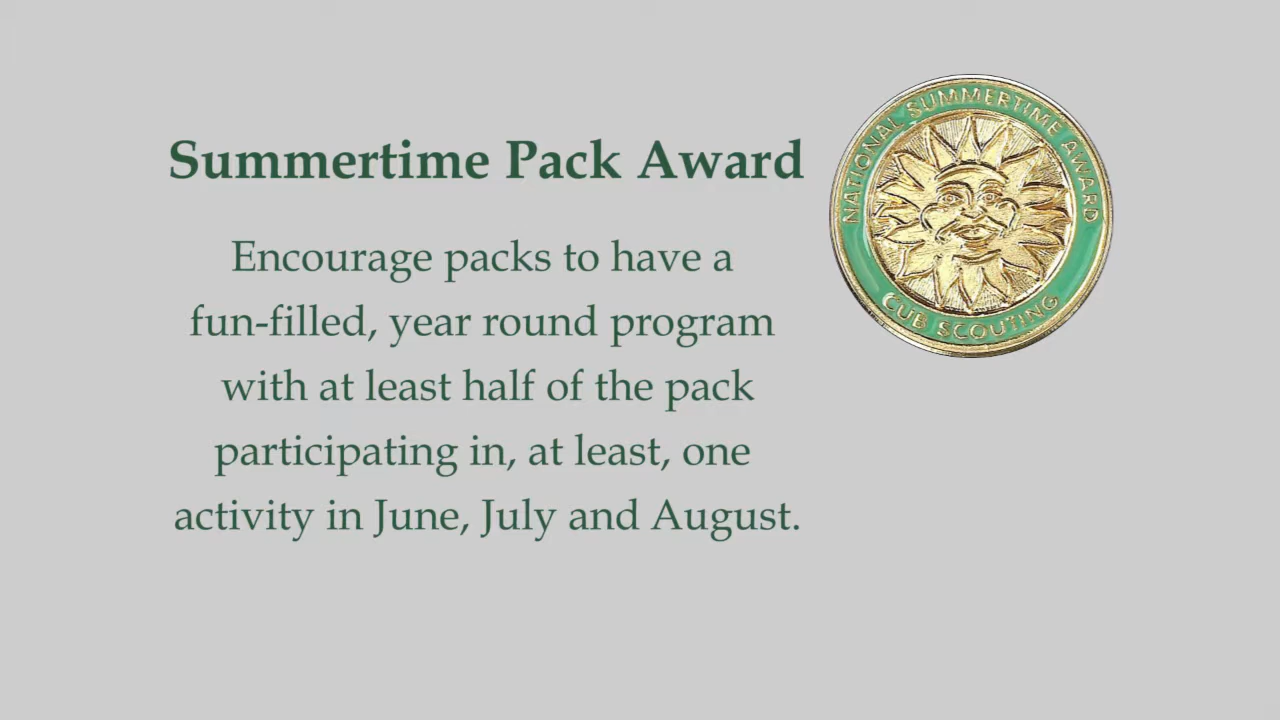 Summertime Pack Award
Encourage packs to have a
fun-filled, year round program
with at least half of the pack
participating in, at least, one
activity in June, July and August.
NATIONAL SUMMERTIME AWARD
CUB SCOUTING